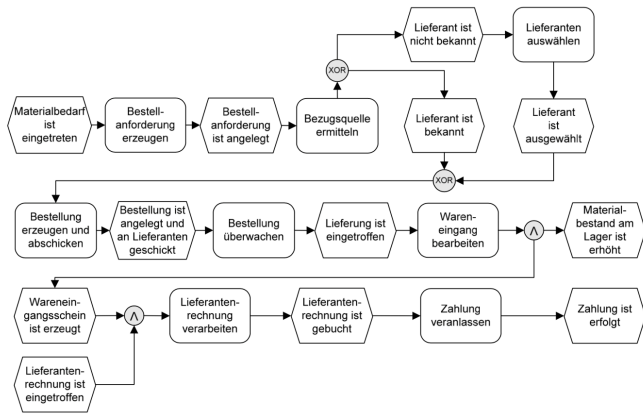 Lieferant ist
nicht bekannt
Lieferanten
auswählen
XOR
Materialbedarf
ist
eingetreten
Bestell-
anforderung
erzeugen
Bestell-
anforderung
ist angelegt
Bezugsquelle
ermitteln
Lieferant ist
bekannt
Lieferant
ist
ausgewählt
XOR
Bestellung
erzeugen und
abschicken
Bestellung ist
angelegt und
an Lieferanten
geschickt
Bestellung
überwachen
Lieferung ist
eingetroffen
Waren-
eingang
bearbeiten
Λ
Material-
bestand am
Lager ist
erhöht
Wareneingangsschein
ist erzeugt
Λ
Lieferanten-
rechnung
verarbeiten
Lieferanten-
rechnung ist
gebucht
Zahlung
veranlassen
Zahlung ist
erfolgt
Lieferanten-
rechnung ist
eingetroffen